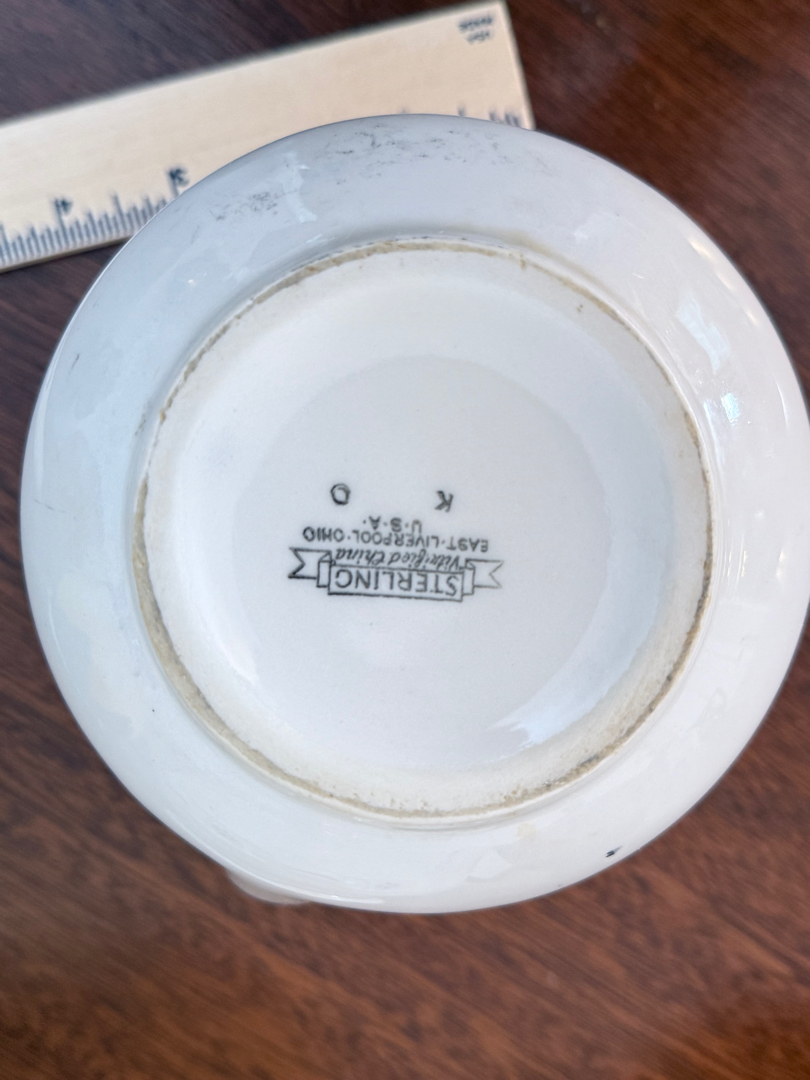 STERLING
Vitrified China
EAST·LIVERPOOL·OHIO
U·S·A·
K O